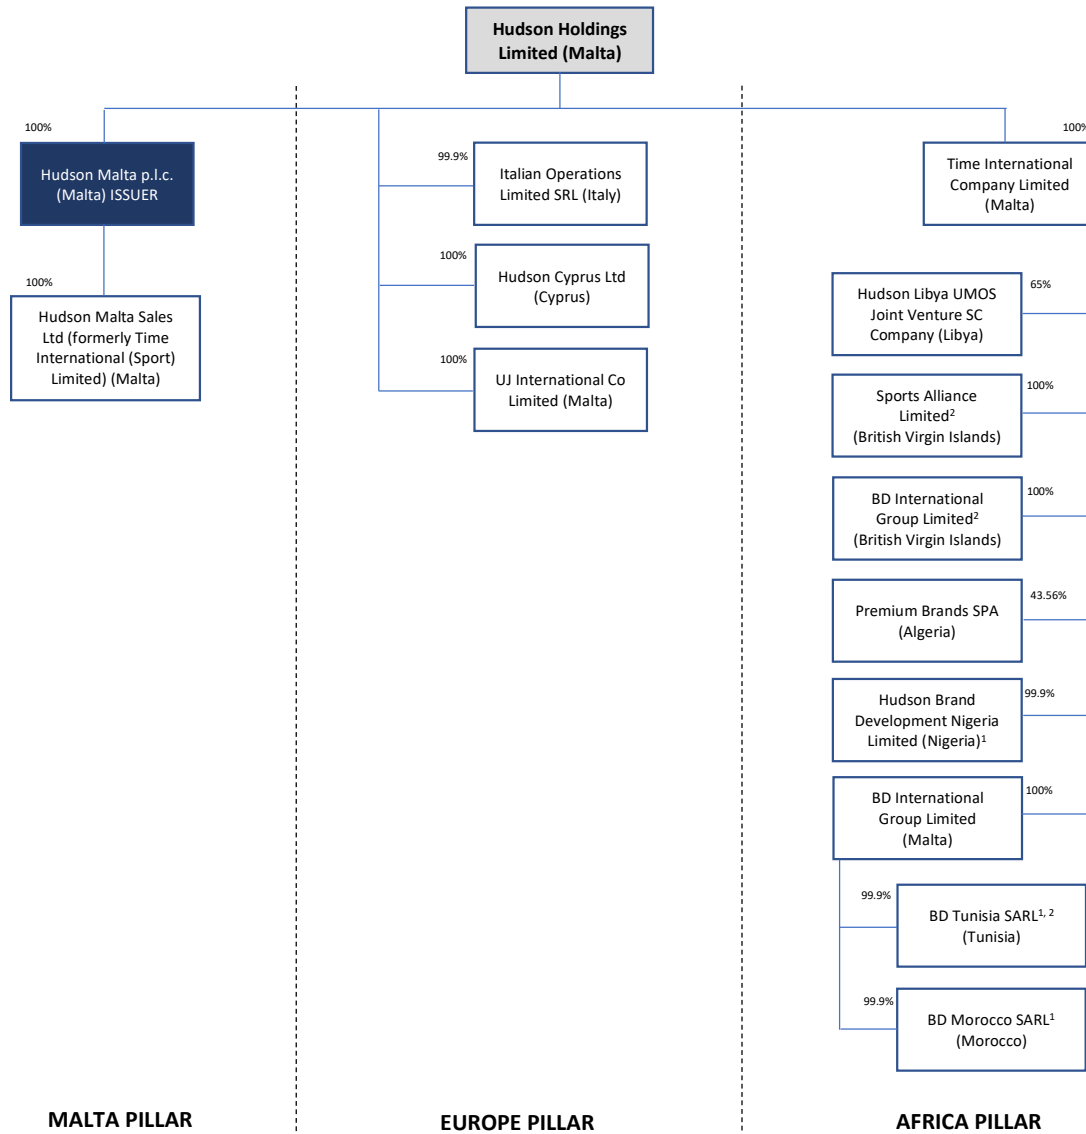 Hudson Holdings
Limited (Malta)
100%
Hudson Malta p.l.c.
(Malta) ISSUER
100%
Hudson Malta Sales
Ltd (formerly Time
International (Sport)
Limited) (Malta)
99.9%
Italian Operations
Limited SRL (Italy)
100%
Hudson Cyprus Ltd
(Cyprus)
100%
UJ International Co
Limited (Malta)
100%
Time International
Company Limited
(Malta)
Hudson Libya UMOS
Joint Venture SC
Company (Libya)
65%
Sports Alliance
Limited²
(British Virgin Islands)
100%
BD International
Group Limited²
(British Virgin Islands)
100%
Premium Brands SPA
(Algeria)
43.56%
Hudson Brand
Development Nigeria
Limited (Nigeria)¹
99.9%
BD International
Group Limited
(Malta)
100%
99.9%
BD Tunisia SARL¹˒ ²
(Tunisia)
99.9%
BD Morocco SARL¹
(Morocco)
MALTA PILLAR
EUROPE PILLAR
AFRICA PILLAR